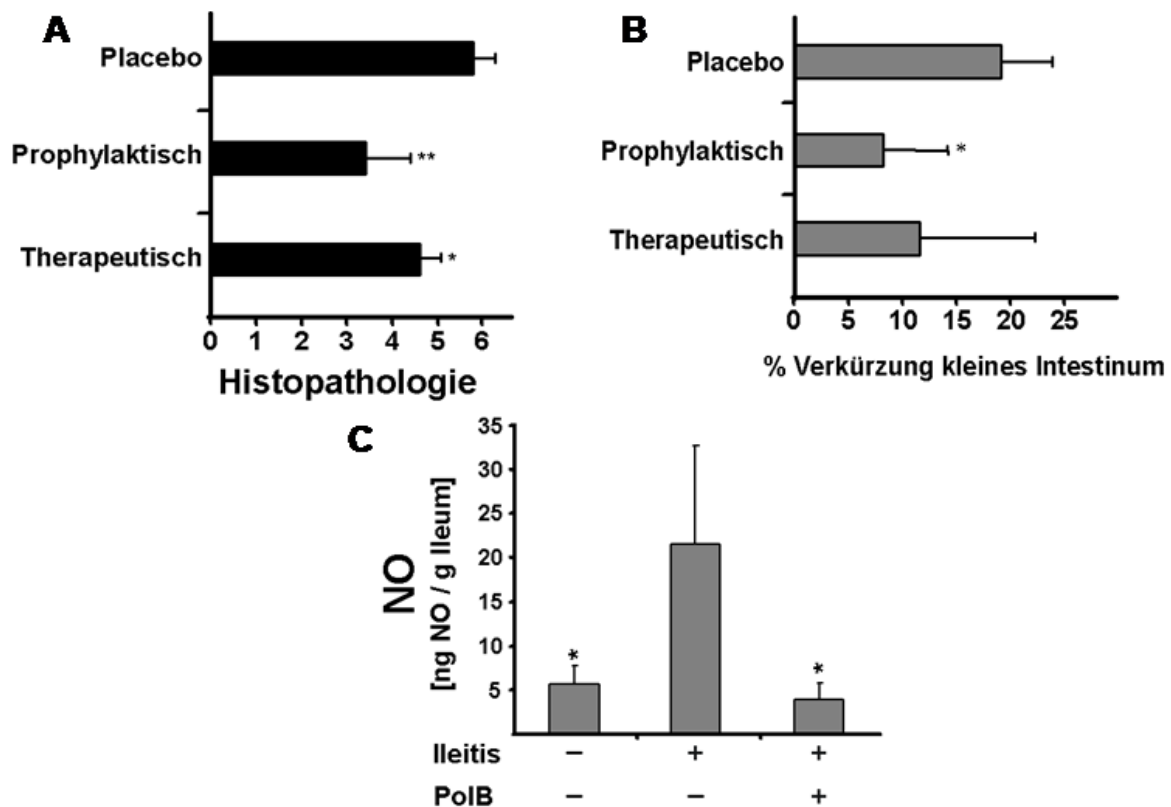 A
Placebo
Prophylaktisch
**
Therapeutisch
*
0 1 2 3 4 5 6
Histopathologie
B
Placebo
Prophylaktisch
*
Therapeutisch
0 5 10 15 20 25
% Verkürzung kleines Intestinum
C
NO
[ng NO / g Ileum]
35
30
25
20
15
10
5
* *
Ileitis − + +
PolB − − +